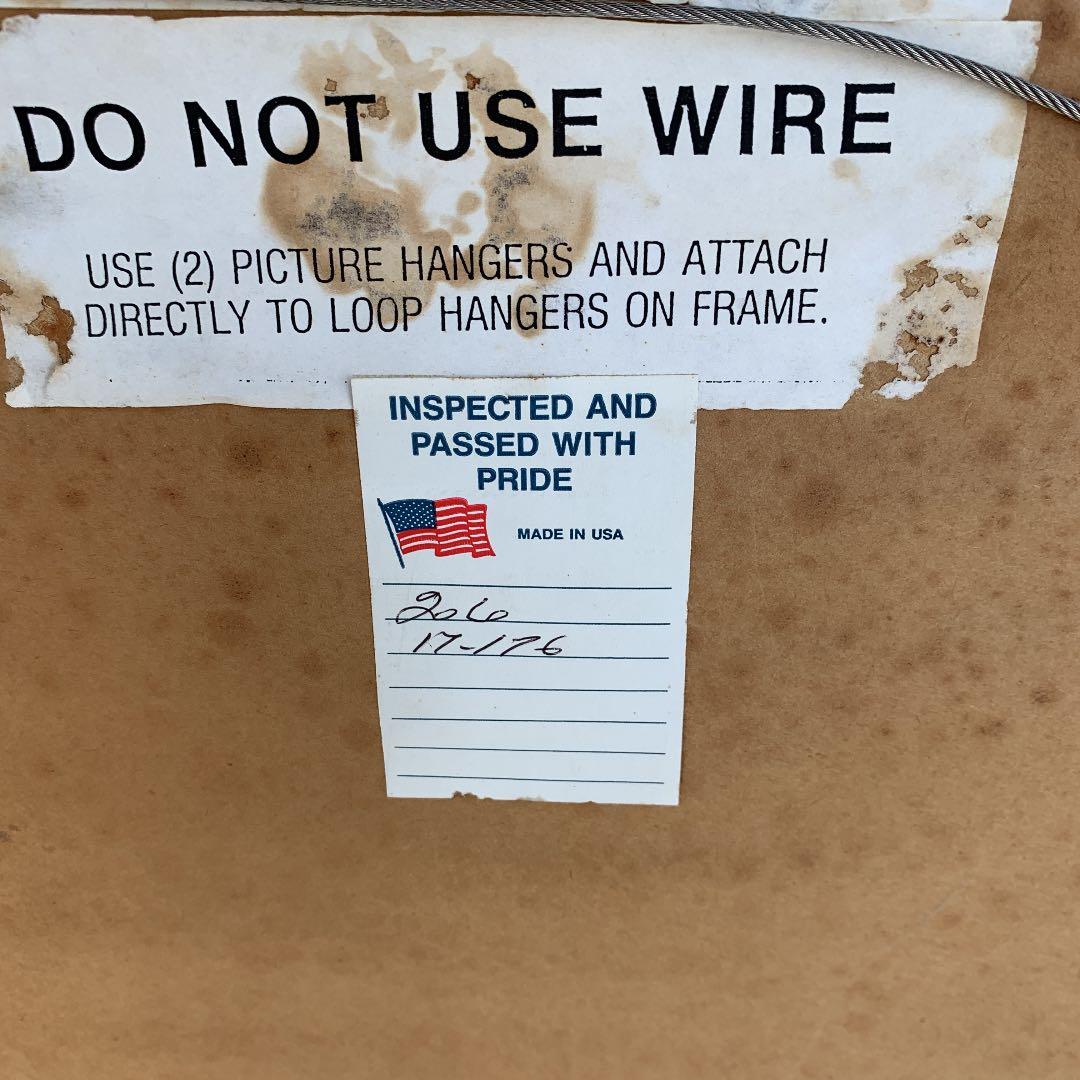 DO NOT USE WIRE
USE (2) PICTURE HANGERS AND ATTACH
DIRECTLY TO LOOP HANGERS ON FRAME.
INSPECTED AND
PASSED WITH
PRIDE
MADE IN USA
206
17-176